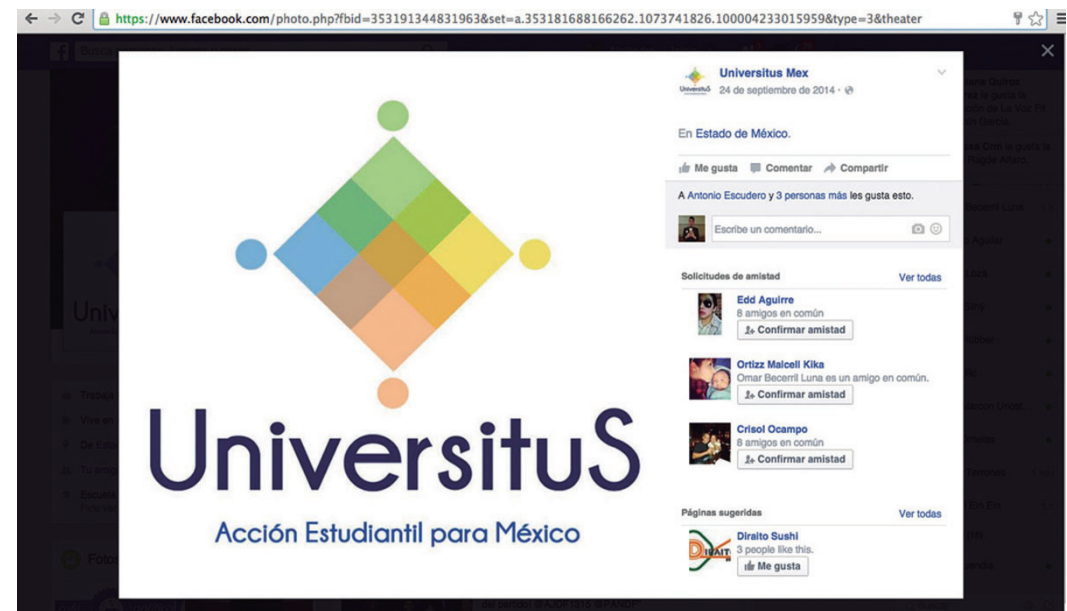 https://www.facebook.com/photo.php?fbid=353191344831963&set=a.353181688166262.1073741826.100004233015959&type=3&theater
Universitus Mex
24 de septiembre de 2014
En Estado de México.
Me gusta Comentar Compartir
A Antonio Escudero y 3 personas más les gusta esto.
Escribe un comentario...
Solicitudes de amistad Ver todas
Edd Aguirre
8 amigos en común
Confirmar amistad
Ortizz Malcell Kika
Omar Becerril Luna es un amigo en común.
Confirmar amistad
Crisol Ocampo
8 amigos en común
Confirmar amistad
Páginas sugeridas Ver todas
Diraito Sushi
3 people like this.
Me gusta
UniversituS
Acción Estudiantil para México